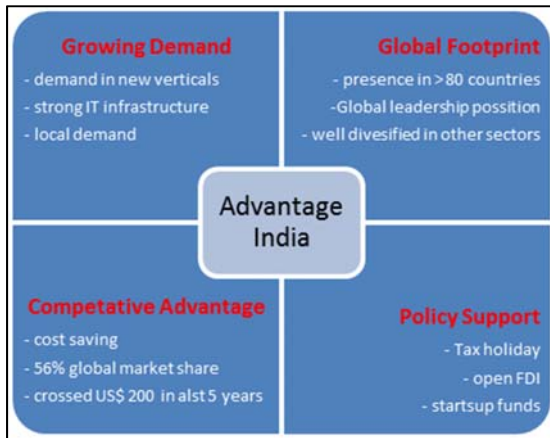 Growing Demand
- demand in new verticals
- strong IT infrastructure
- local demand
Global Footprint
- presence in >80 countries
-Global leadership possition
- well divesified in other sectors
Advantage
India
Competative Advantage
- cost saving
- 56% global market share
- crossed US$ 200 in alst 5 years
Policy Support
- Tax holiday
- open FDI
- startsup funds